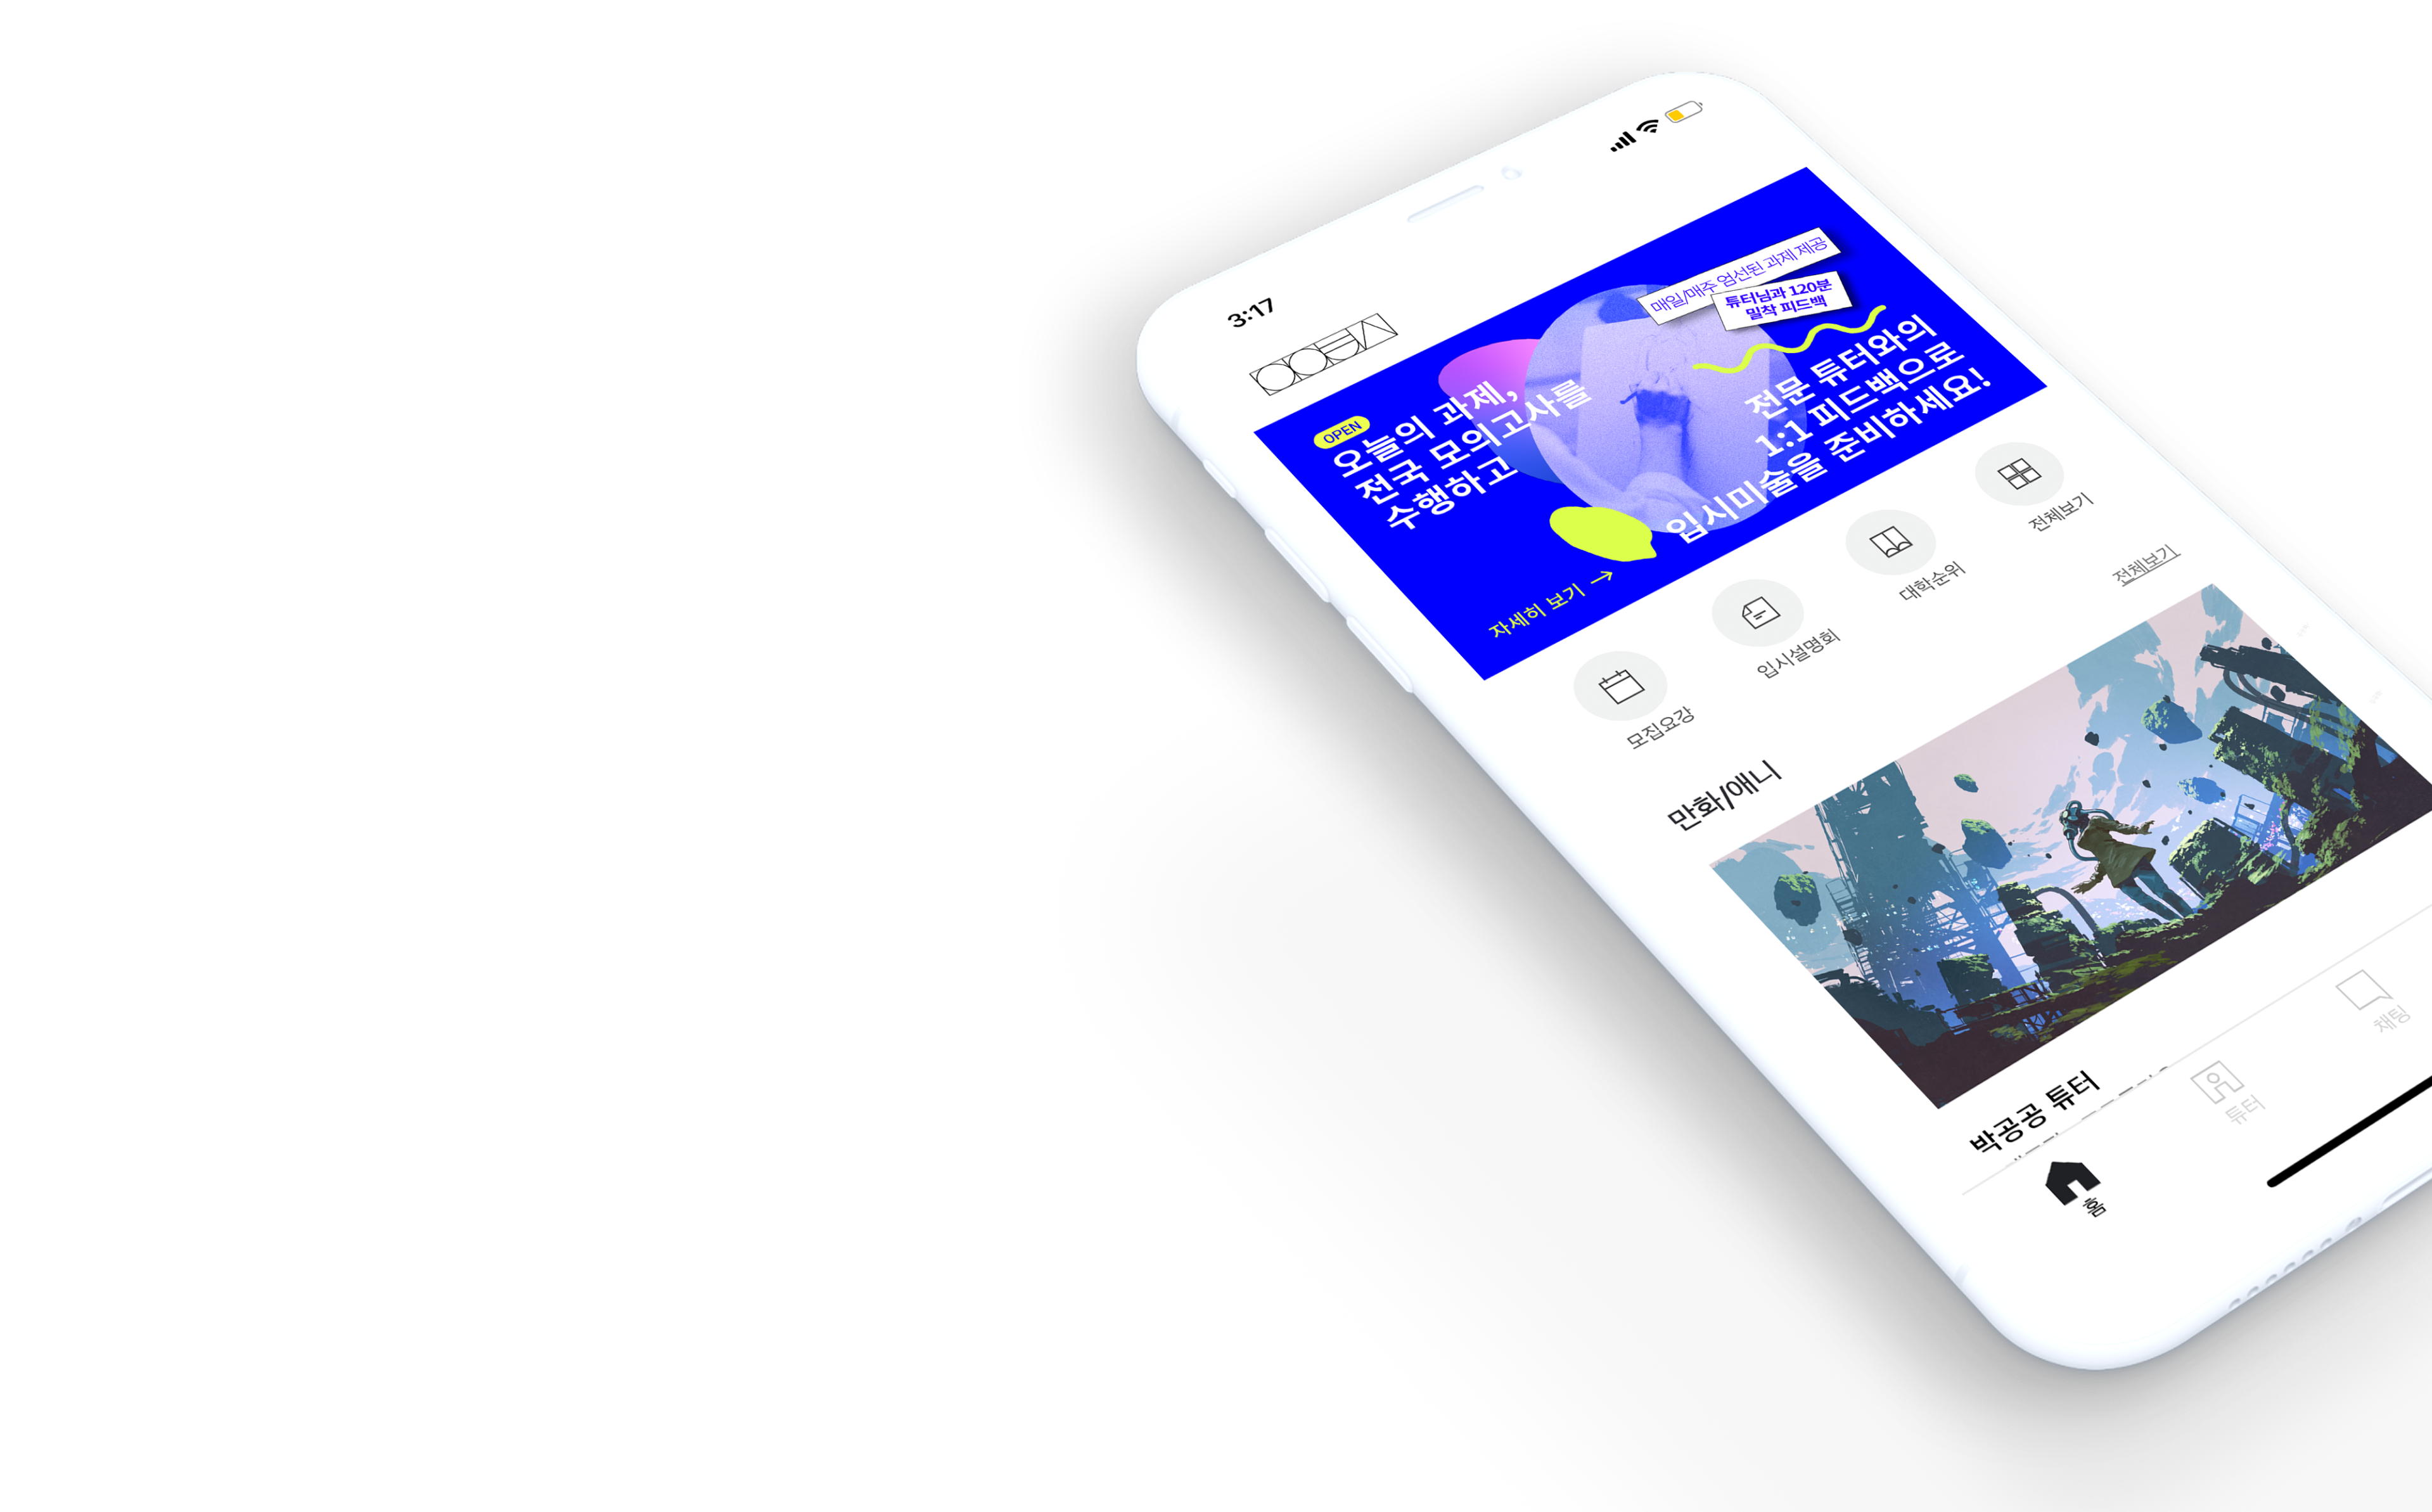 3:17
매일/매주 엄선된 과제 제공
튜터님과 120분
밀착 피드백
OPEN
오늘의 과제,
전국 모의고사를
수행하고
전문 튜터와의
1:1 피드백으로
입시미술을 준비하세요!
자세히 보기 →
모집요강
입시설명회
대학순위
전체보기
만화/애니
전체보기
박공공 튜터
홈
튜터
채팅